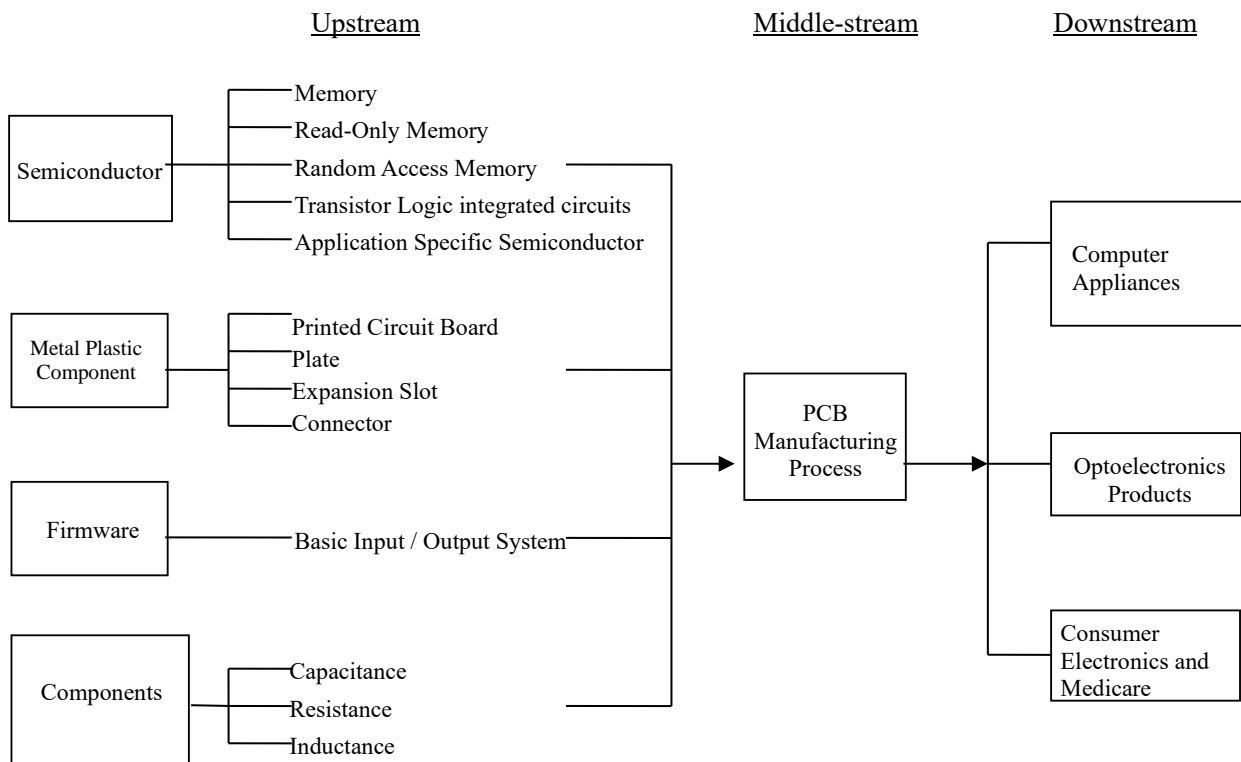 Upstream
Middle-stream
Downstream
Semiconductor
Memory
Read-Only Memory
Random Access Memory
Transistor Logic integrated circuits
Application Specific Semiconductor
Metal Plastic
Component
Printed Circuit Board
Plate
Expansion Slot
Connector
Firmware
Basic Input / Output System
Components
Capacitance
Resistance
Inductance
PCB
Manufacturing
Process
Computer
Appliances
Optoelectronics
Products
Consumer
Electronics and
Medicare